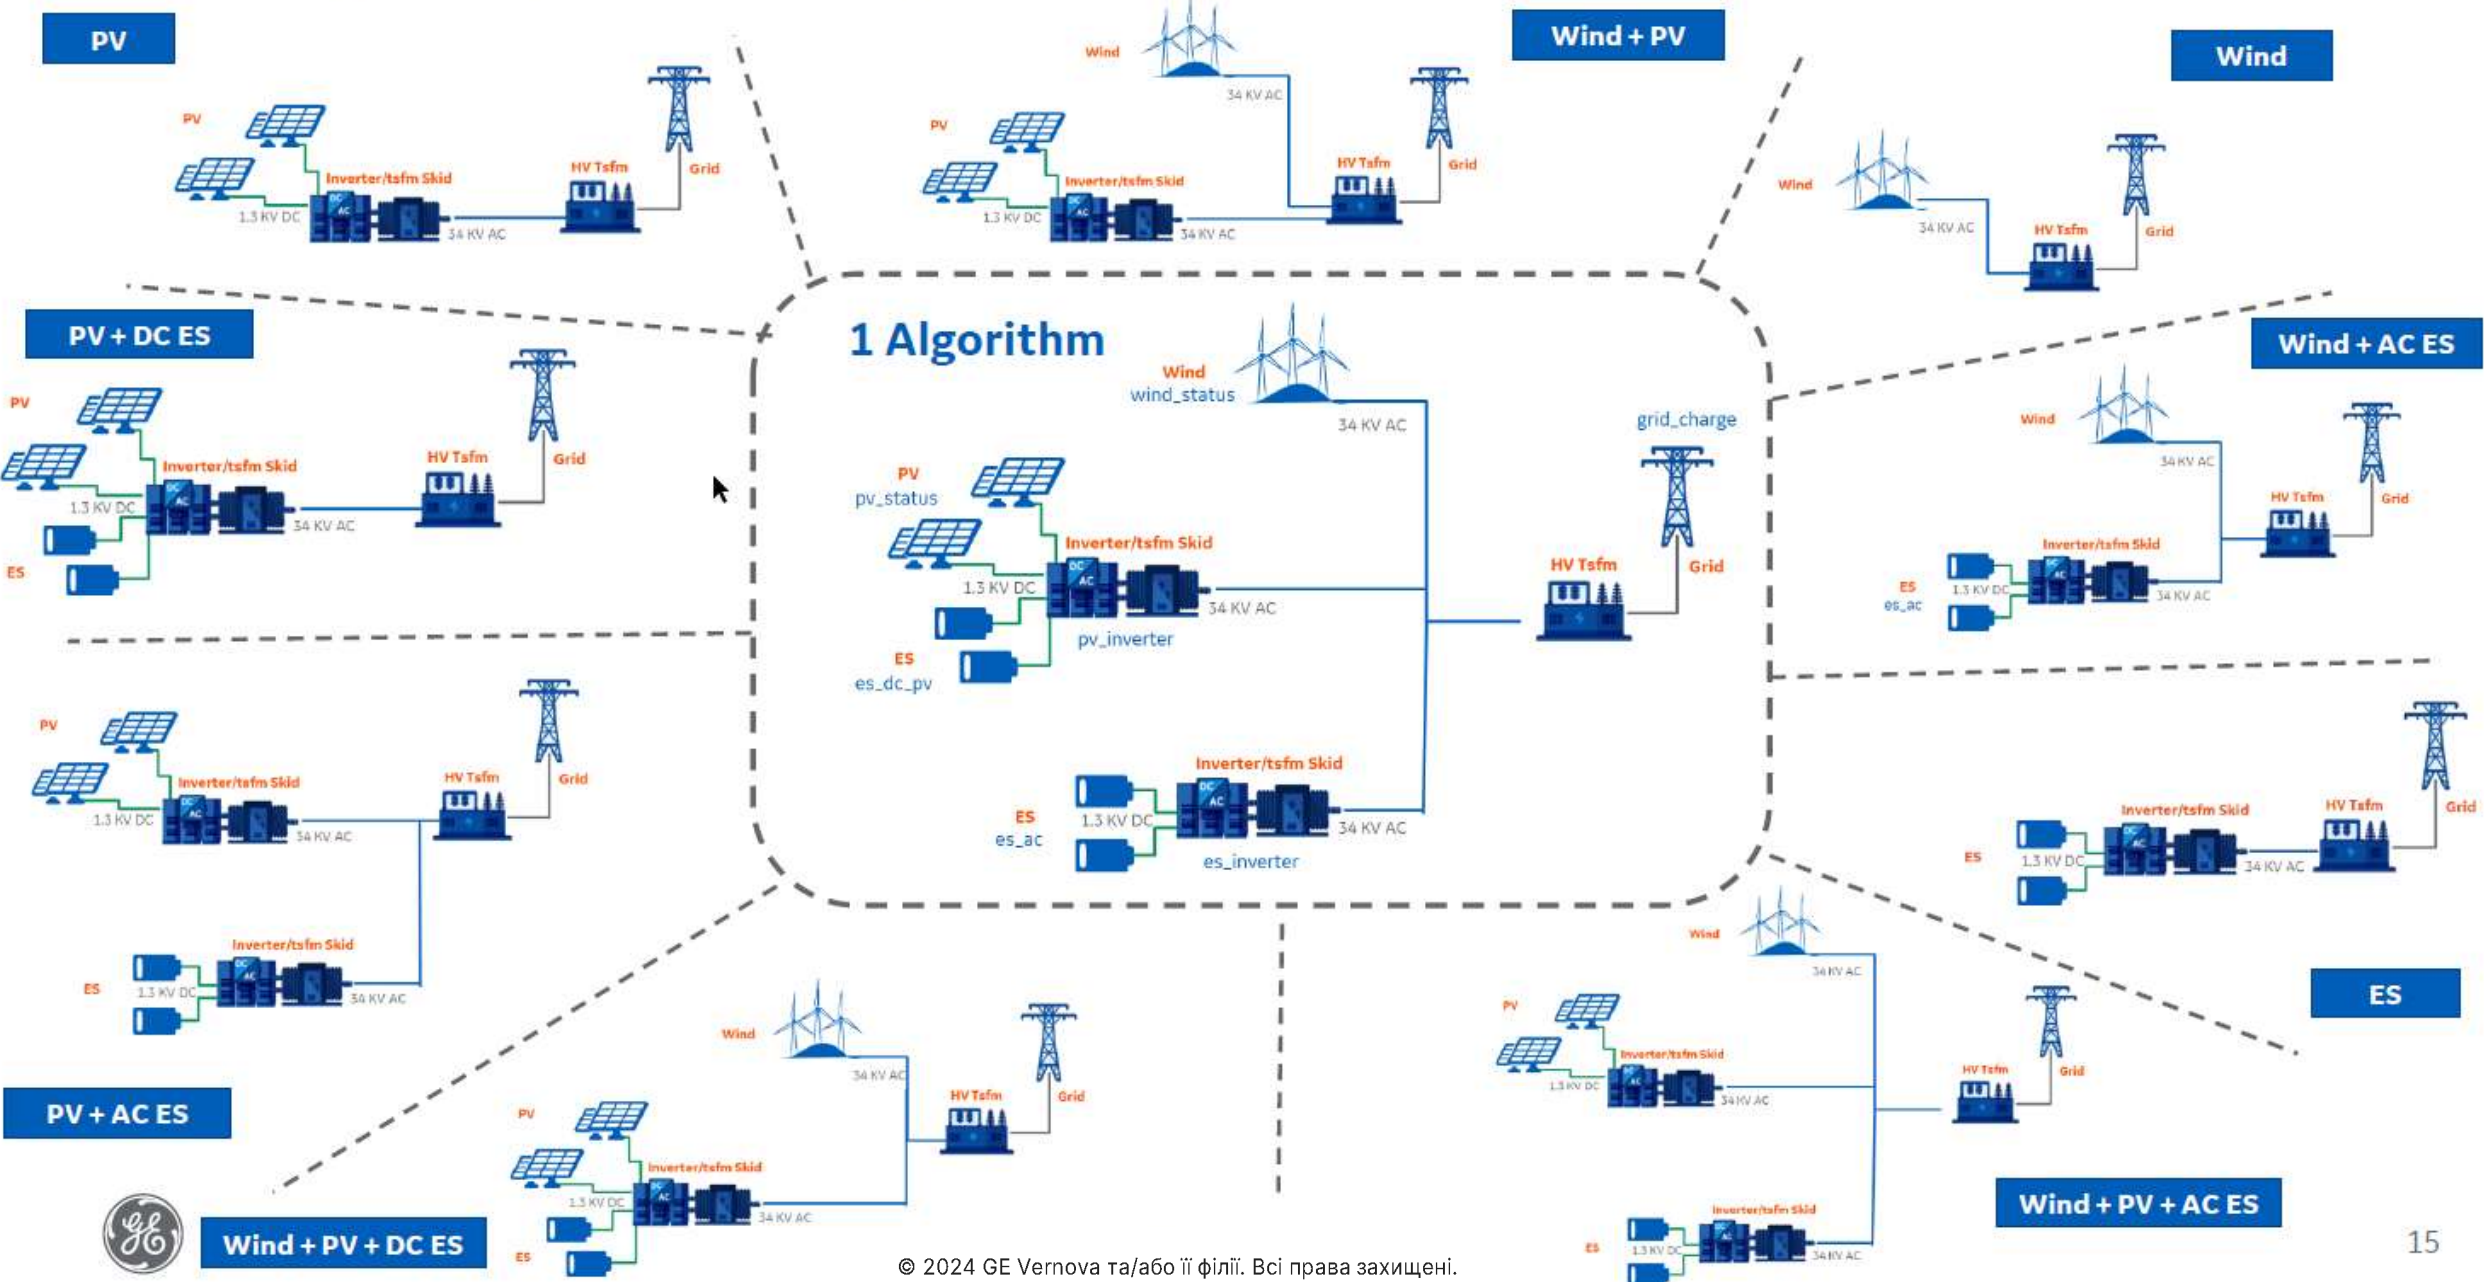 PV
PV
Inverter/tsfm Skid
1.3 KV DC
34 KV AC
HV Tsfm
Grid
Wind + PV
Wind
34 KV AC
PV
Inverter/tsfm Skid
1.3 KV DC
34 KV AC
HV Tsfm
Grid
Wind
Wind
34 KV AC
HV Tsfm
Grid
PV + DC ES
PV
Inverter/tsfm Skid
1.3 KV DC
34 KV AC
HV Tsfm
Grid
ES
1 Algorithm
Wind
wind_status
34 KV AC
grid_charge
PV
pv_status
Inverter/tsfm Skid
1.3 KV DC
34 KV AC
HV Tsfm
Grid
pv_inverter
ES
es_dc_pv
Inverter/tsfm Skid
ES
es_ac
1.3 KV DC
34 KV AC
es_inverter
Wind + AC ES
Wind
34 KV AC
HV Tsfm
Grid
Inverter/tsfm Skid
ES
es_ac
1.3 KV DC
34 KV AC
PV
Inverter/tsfm Skid
1.3 KV DC
34 KV AC
HV Tsfm
Grid
Inverter/tsfm Skid
ES
1.3 KV DC
34 KV AC
PV + AC ES
Inverter/tsfm Skid
HV Tsfm
Grid
ES
1.3 KV DC
34 KV AC
ES
Wind
34 KV AC
PV
Inverter/tsfm Skid
1.3 KV DC
34 KV AC
HV Tsfm
Grid
ES
Wind + PV + DC ES
Wind
34 KV AC
PV
Inverter/tsfm Skid
1.3 KV DC
34 KV AC
HV Tsfm
Grid
Inverter/tsfm Skid
ES
1.3 KV DC
34 KV AC
Wind + PV + AC ES
GE
© 2024 GE Vernova та/або її філії. Всі права захищені.
15